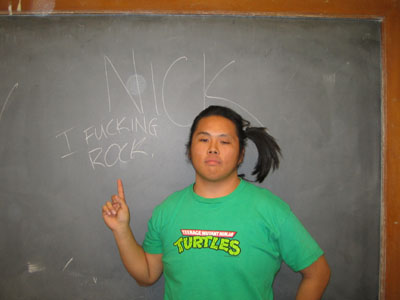 NICK
I FUCKING
ROCK.
TEENAGE MUTANT NINJA
TURTLES